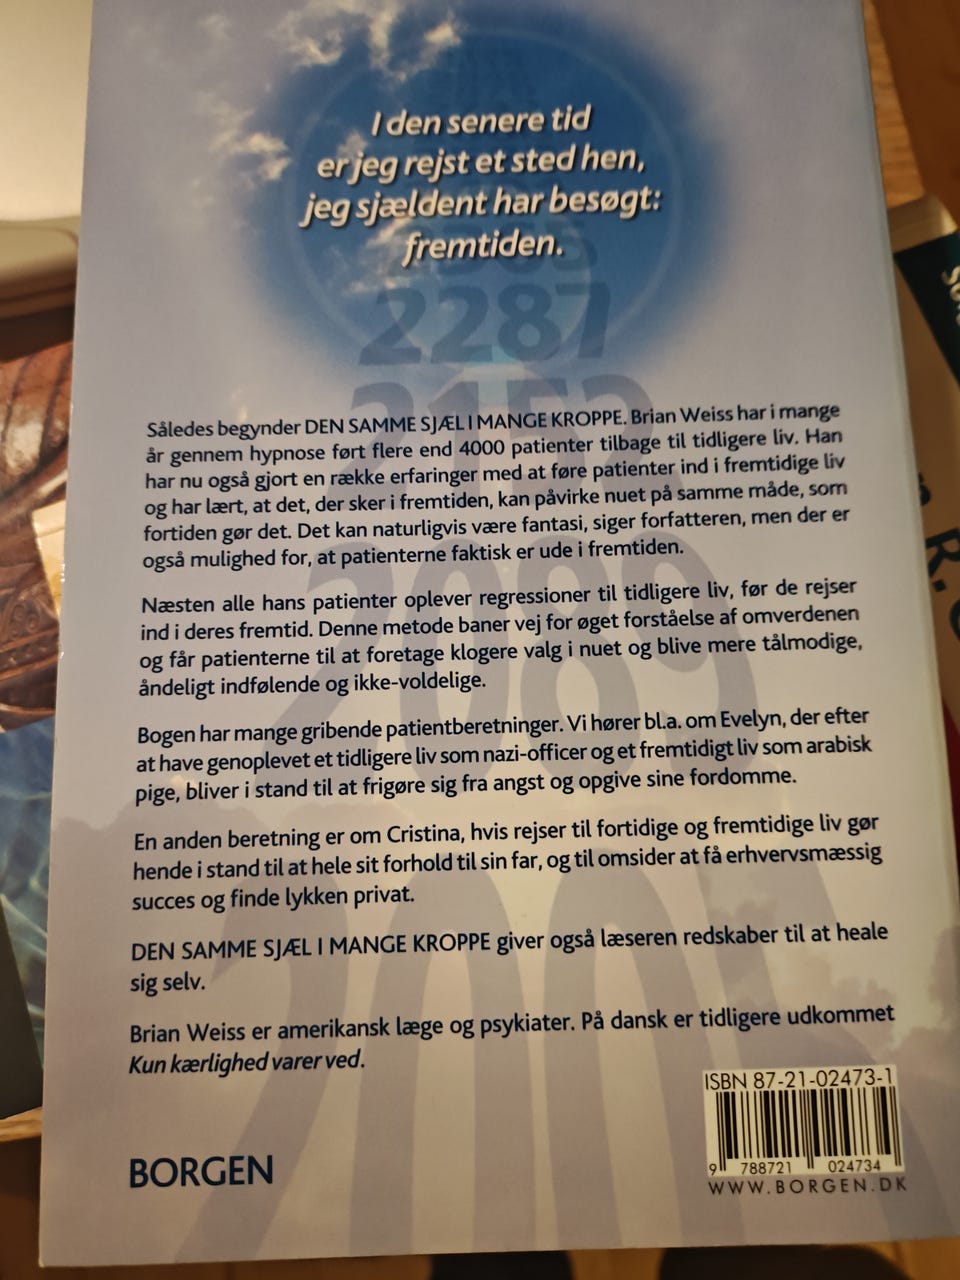 I den senere tid
er jeg rejst et sted hen,
jeg sjældent har besøgt:
fremtiden.
2287
2152
Således begynder DEN SAMME SJÆL I MANGE KROPPE. Brian Weiss har i mange
år gennem hypnose ført flere end 4000 patienter tilbage til tidligere liv. Han
har nu også gjort en række erfaringer med at føre patienter ind i fremtidige liv
og har lært, at det, der sker i fremtiden, kan påvirke nuet på samme måde, som
fortiden gør det. Det kan naturligvis være fantasi, siger forfatteren, men der er
også mulighed for, at patienterne faktisk er ude i fremtiden.
2089
Næsten alle hans patienter oplever regressioner til tidligere liv, før de rejser
ind i deres fremtid. Denne metode baner vej for øget forståelse af omverdenen
og får patienterne til at foretage klogere valg i nuet og blive mere tålmodige,
åndeligt indfølende og ikke-voldelige.
Bogen har mange gribende patientberetninger. Vi hører bl.a. om Evelyn, der efter
at have genoplevet et tidligere liv som nazi-officer og et fremtidigt liv som arabisk
pige, bliver i stand til at frigøre sig fra angst og opgive sine fordomme.
En anden beretning er om Cristina, hvis rejser til fortidige og fremtidige liv gør
hende i stand til at hele sit forhold til sin far, og til omsider at få erhvervsmæssig
succes og finde lykken privat.
DEN SAMME SJÆL I MANGE KROPPE giver også læseren redskaber til at heale
sig selv.
Brian Weiss er amerikansk læge og psykiater. På dansk er tidligere udkommet
Kun kærlighed varer ved.
ISBN 87-21-02473-1
9 788721 024734
WWW.BORGEN.DK
BORGEN